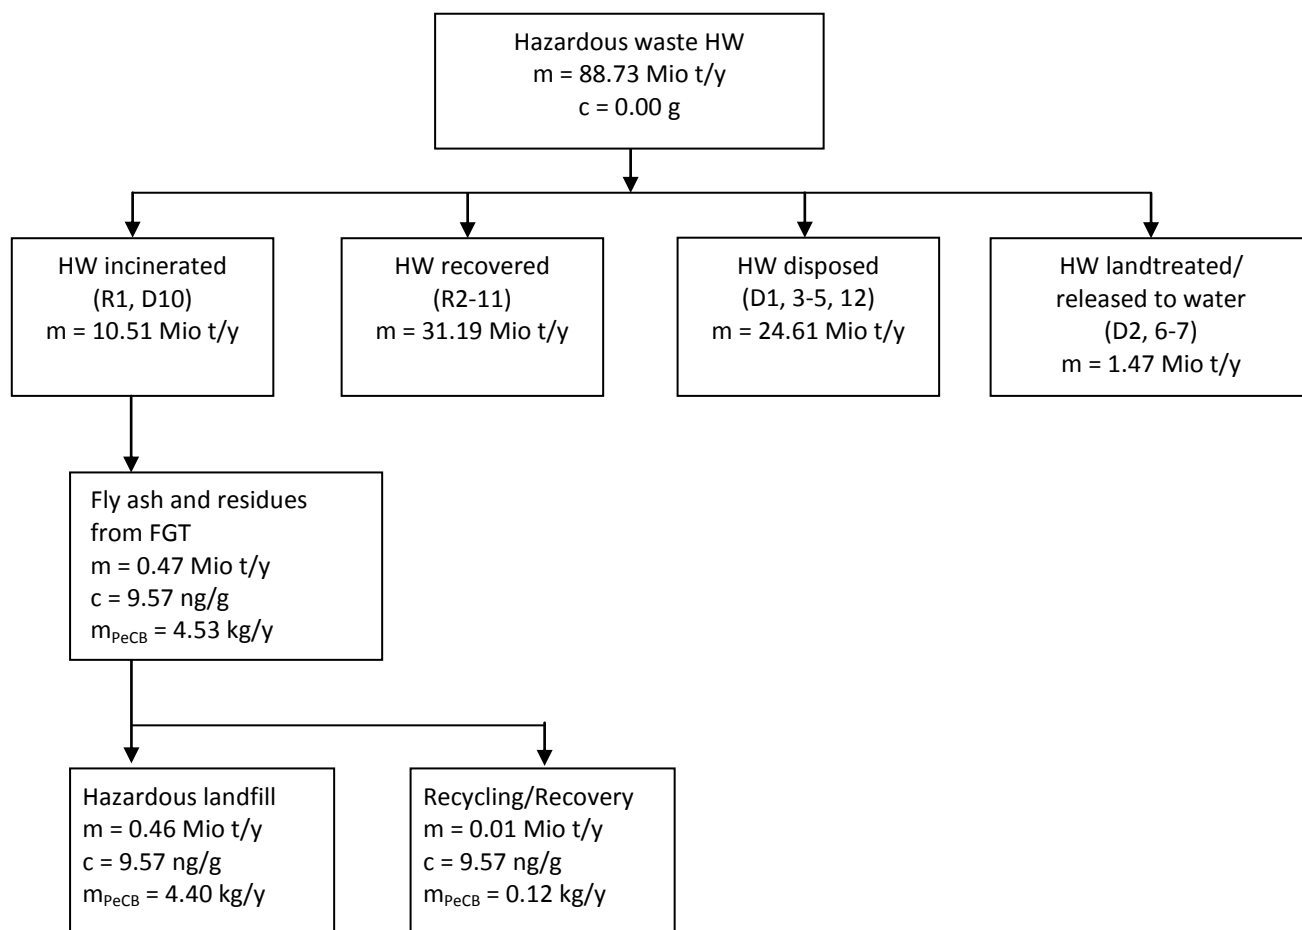 Hazardous waste HW
m = 88.73 Mio t/y
c = 0.00 g
HW incinerated
(R1, D10)
m = 10.51 Mio t/y
HW recovered
(R2-11)
m = 31.19 Mio t/y
HW disposed
(D1, 3-5, 12)
m = 24.61 Mio t/y
HW landtreated/
released to water
(D2, 6-7)
m = 1.47 Mio t/y
Fly ash and residues
from FGT
m = 0.47 Mio t/y
c = 9.57 ng/g
mPeCB = 4.53 kg/y
Hazardous landfill
m = 0.46 Mio t/y
c = 9.57 ng/g
mPeCB = 4.40 kg/y
Recycling/Recovery
m = 0.01 Mio t/y
c = 9.57 ng/g
mPeCB = 0.12 kg/y